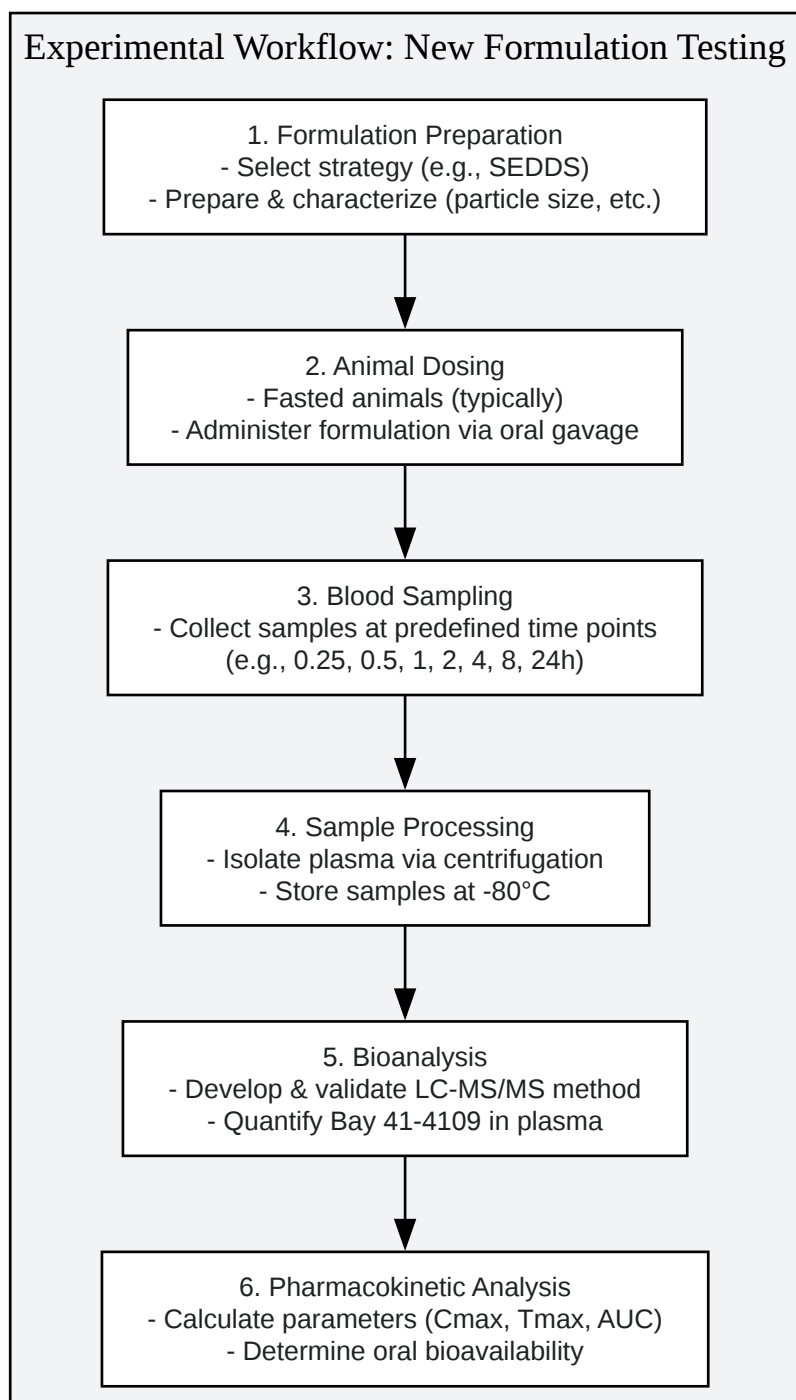 Experimental Workflow: New Formulation Testing
1. Formulation Preparation
- Select strategy (e.g., SEDDS)
- Prepare & characterize (particle size, etc.)
2. Animal Dosing
- Fasted animals (typically)
- Administer formulation via oral gavage
3. Blood Sampling
- Collect samples at predefined time points
(e.g., 0.25, 0.5, 1, 2, 4, 8, 24h)
4. Sample Processing
- Isolate plasma via centrifugation
- Store samples at -80°C
5. Bioanalysis
- Develop & validate LC-MS/MS method
- Quantify Bay 41-4109 in plasma
6. Pharmacokinetic Analysis
- Calculate parameters (Cmax, Tmax, AUC)
- Determine oral bioavailability